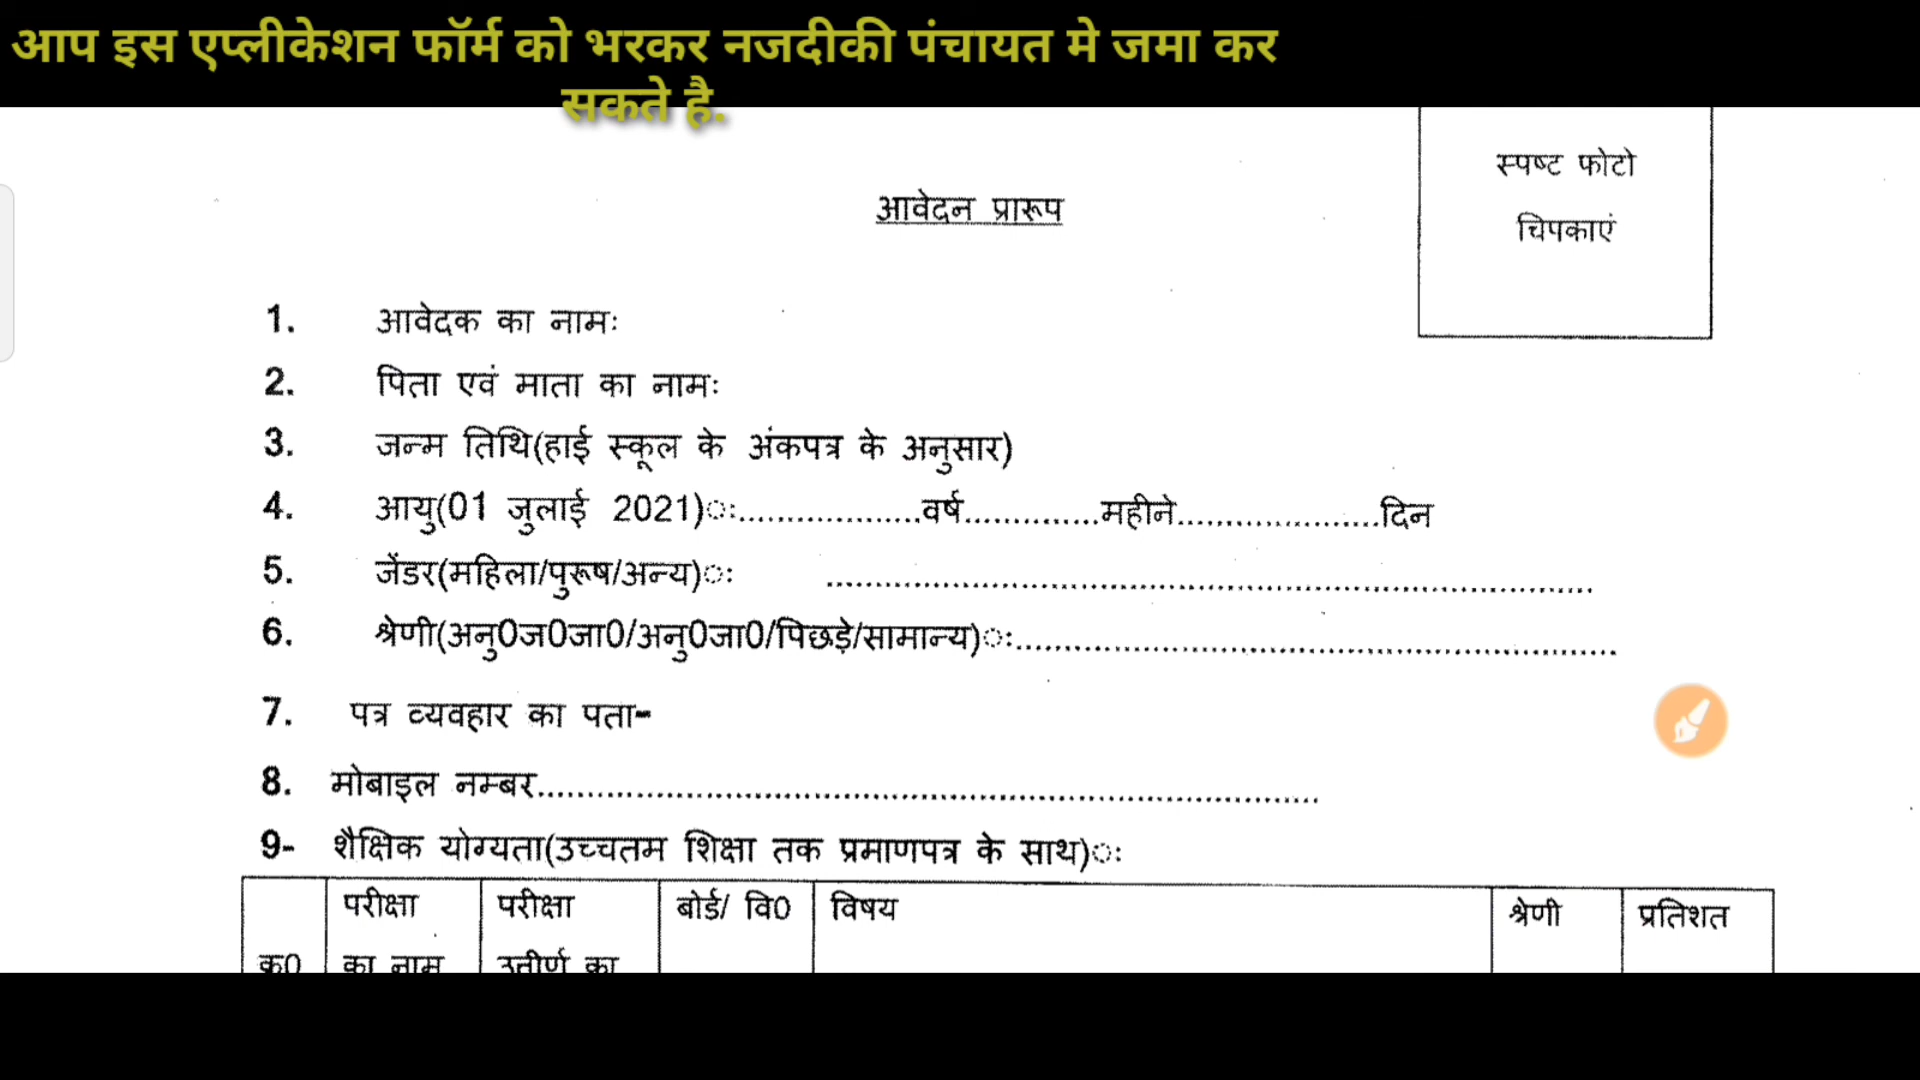 आप इस एप्लीकेशन फॉर्म को भरकर नजदीकी पंचायत मे जमा कर
सकते है.
स्पष्ट फोटो
चिपकाएं
आवेदन प्रारूप
1. आवेदक का नामः
2. पिता एवं माता का नामः
3. जन्म तिथि(हाई स्कूल के अंकपत्र के अनुसार)
4. आयु(01 जुलाई 2021)ः...................वर्ष..............महीने.....................दिन
5. जेंडर(महिला/पुरूष/अन्य)ः ................................................................................
6. श्रेणी(अनु0ज0जा0/अनु0जा0/पिछड़े/सामान्य)ः..............................................................
7. पत्र व्यवहार का पता-
8. मोबाइल नम्बर.................................................................................
9- शैक्षिक योग्यता(उच्चतम शिक्षा तक प्रमाणपत्र के साथ)ः
परीक्षा परीक्षा बोर्ड/ वि0 विषय श्रेणी प्रतिशत
क0 का नाम उत्तीर्ण का